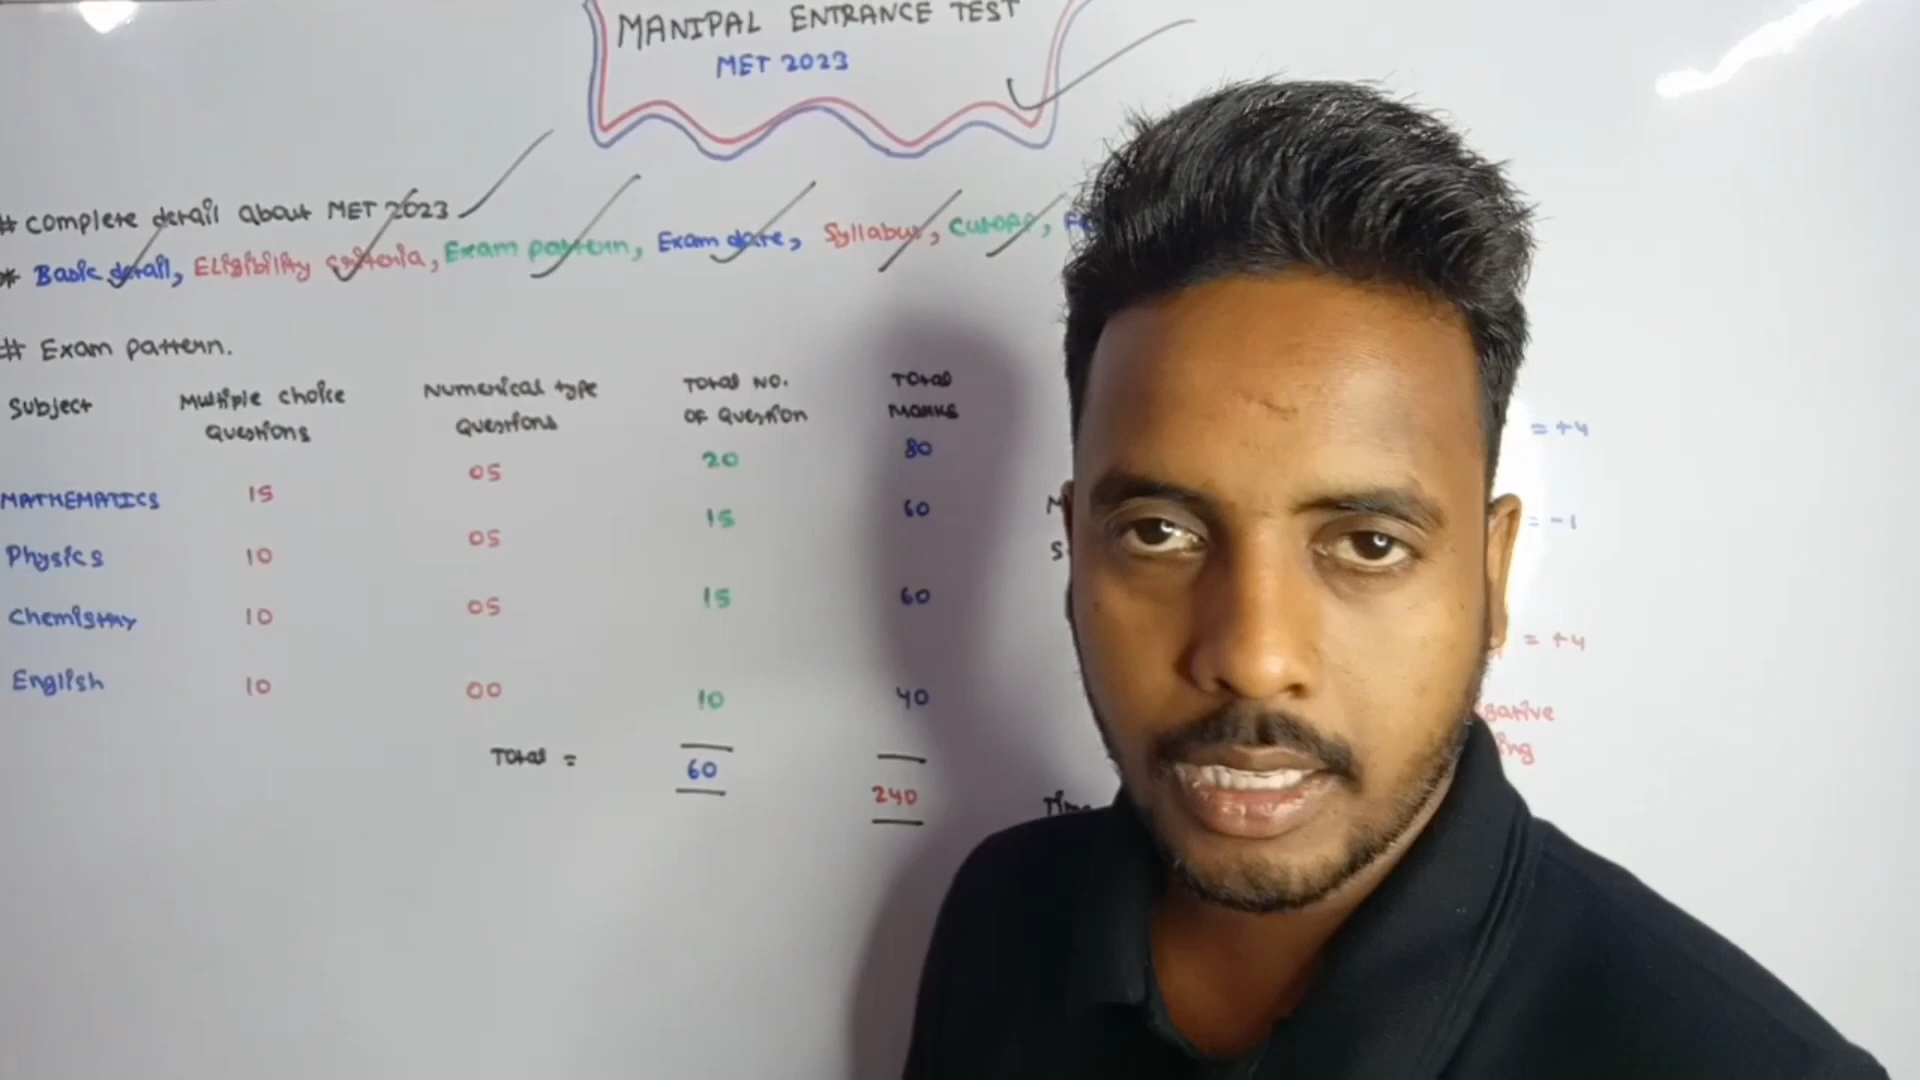 MANIPAL ENTRANCE TEST
MET 2023
# Complete detail about MET 2023
* Basic detail, Eligibility criteria, Exam pattern, Exam date, Syllabus, Cutoff,
# Exam pattern.
Subject Multiple choice Questions Numerical type Questions Total No. of Question Total Marks
MATHEMATICS 15 05 20 80
Physics 10 05 15 60
Chemistry 10 05 15 60
English 10 00 10 40
Total = 60 240
= +4
= -1
= +4
Time